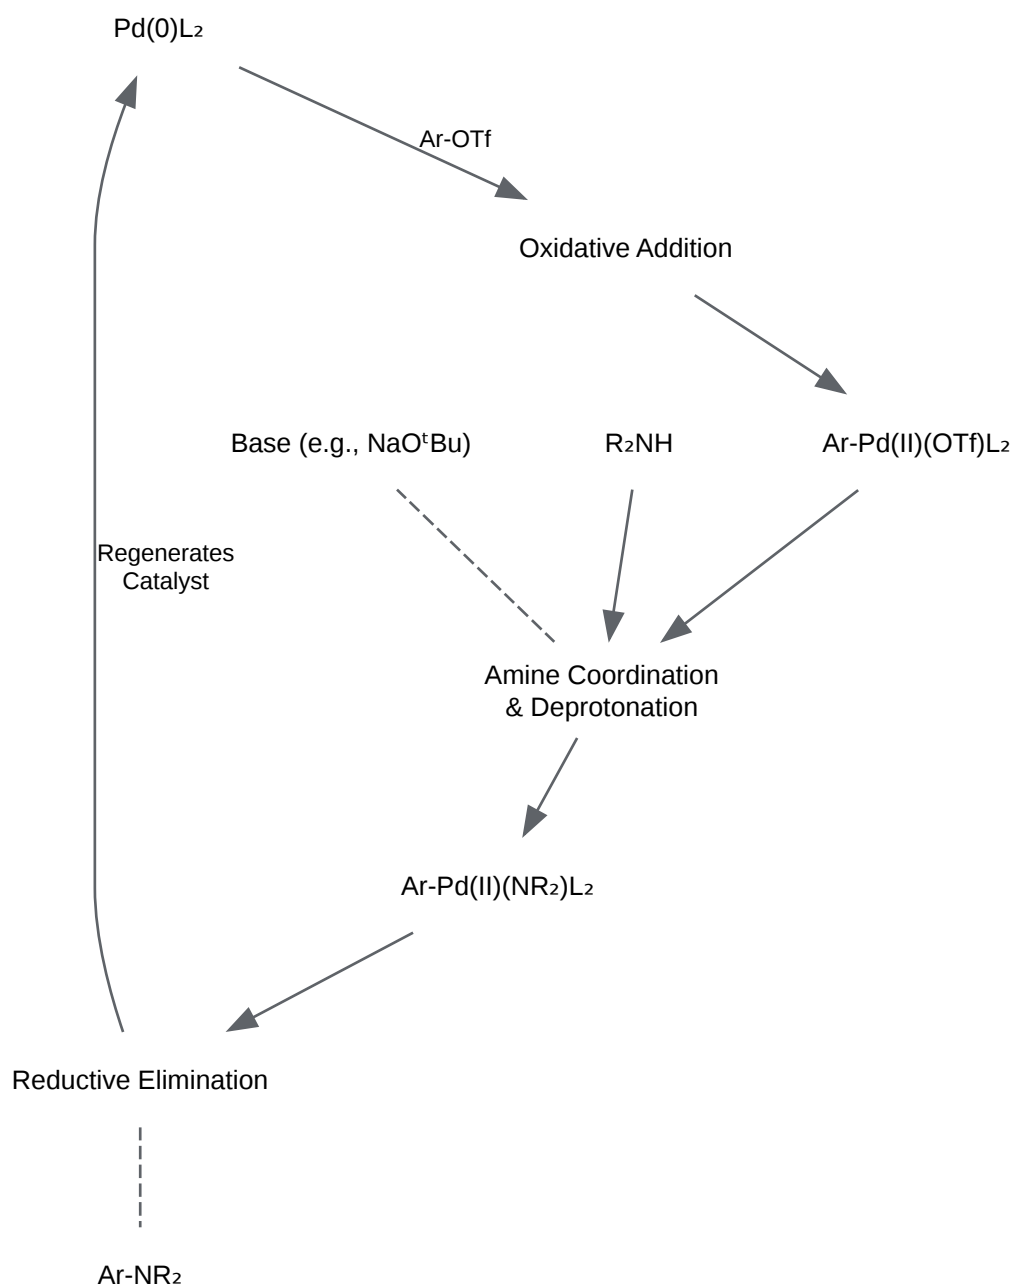 Pd(0)L₂
Ar-OTf
Oxidative Addition
Base (e.g., NaOᵗBu)
R₂NH
Ar-Pd(II)(OTf)L₂
Regenerates
Catalyst
Amine Coordination
& Deprotonation
Ar-Pd(II)(NR₂)L₂
Reductive Elimination
Ar-NR₂